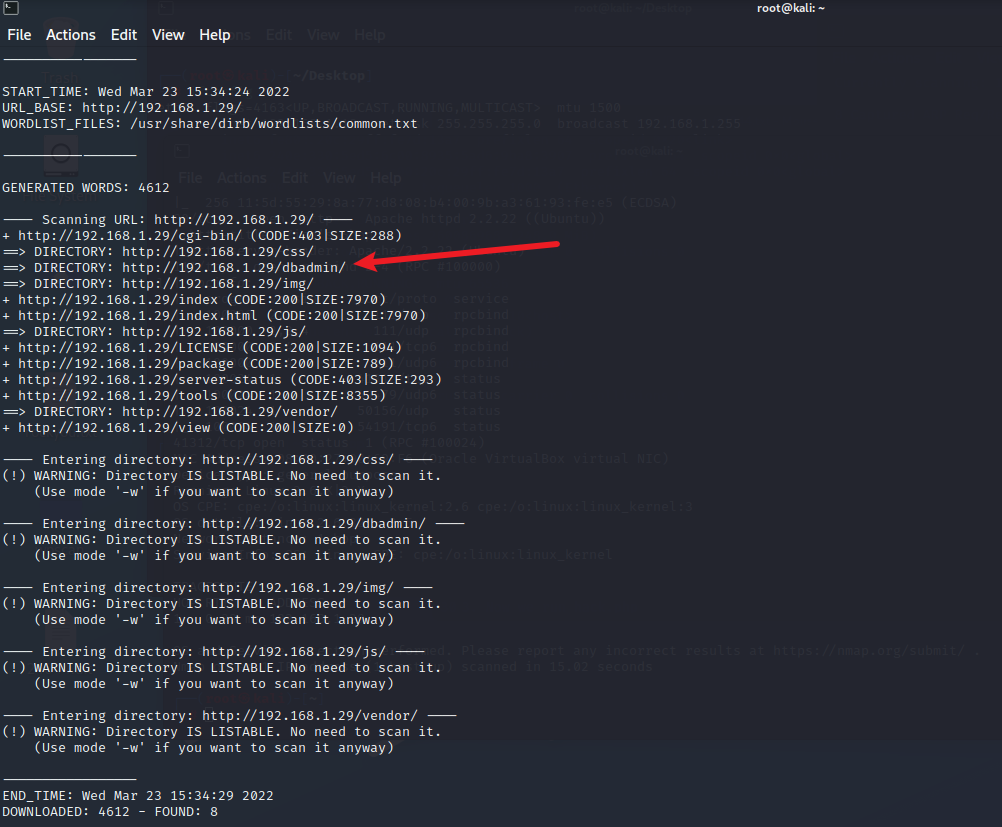 root@kali: ~
File Actions Edit View Help
START_TIME: Wed Mar 23 15:34:24 2022
URL_BASE: http://192.168.1.29/
WORDLIST_FILES: /usr/share/dirb/wordlists/common.txt
GENERATED WORDS: 4612
---- Scanning URL: http://192.168.1.29/ ----
+ http://192.168.1.29/cgi-bin/ (CODE:403|SIZE:288)
==> DIRECTORY: http://192.168.1.29/css/
==> DIRECTORY: http://192.168.1.29/dbadmin/
==> DIRECTORY: http://192.168.1.29/img/
+ http://192.168.1.29/index (CODE:200|SIZE:7970)
+ http://192.168.1.29/index.html (CODE:200|SIZE:7970)
==> DIRECTORY: http://192.168.1.29/js/
+ http://192.168.1.29/LICENSE (CODE:200|SIZE:1094)
+ http://192.168.1.29/package (CODE:200|SIZE:789)
+ http://192.168.1.29/server-status (CODE:403|SIZE:293)
+ http://192.168.1.29/tools (CODE:200|SIZE:8355)
==> DIRECTORY: http://192.168.1.29/vendor/
+ http://192.168.1.29/view (CODE:200|SIZE:0)
---- Entering directory: http://192.168.1.29/css/ ----
(!) WARNING: Directory IS LISTABLE. No need to scan it.
(Use mode '-w' if you want to scan it anyway)
---- Entering directory: http://192.168.1.29/dbadmin/ ----
(!) WARNING: Directory IS LISTABLE. No need to scan it.
(Use mode '-w' if you want to scan it anyway)
---- Entering directory: http://192.168.1.29/img/ ----
(!) WARNING: Directory IS LISTABLE. No need to scan it.
(Use mode '-w' if you want to scan it anyway)
---- Entering directory: http://192.168.1.29/js/ ----
(!) WARNING: Directory IS LISTABLE. No need to scan it.
(Use mode '-w' if you want to scan it anyway)
---- Entering directory: http://192.168.1.29/vendor/ ----
(!) WARNING: Directory IS LISTABLE. No need to scan it.
(Use mode '-w' if you want to scan it anyway)
END_TIME: Wed Mar 23 15:34:29 2022
DOWNLOADED: 4612 - FOUND: 8